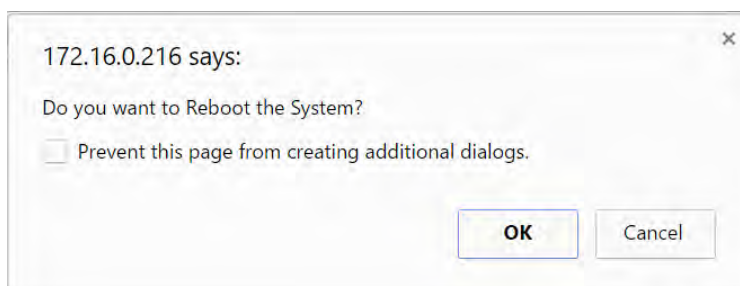 172.16.0.216 says:
Do you want to Reboot the System?
Prevent this page from creating additional dialogs.
OK Cancel